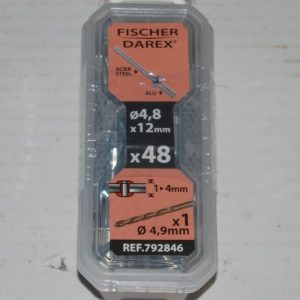 FISCHER
DAREX®
ACIER
STEEL
ALU
ø4,8
x12mm
x48
1▸4mm
x1
Ø 4,9mm
REF.792846